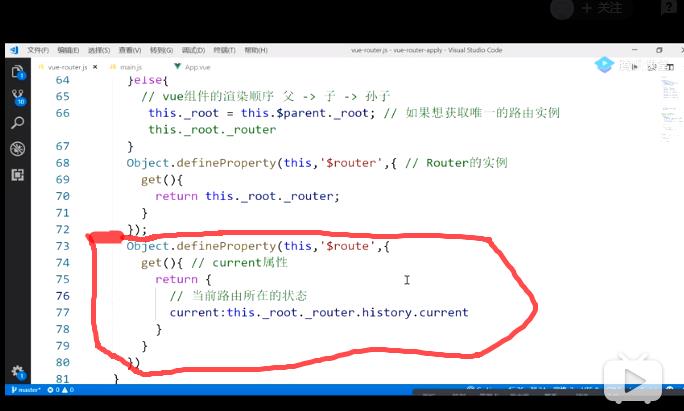 + 关注
文件(F) 编辑(E) 选择(S) 查看(V) 转到(G) 调试(D) 终端(T) 帮助(H) vue-router.js - vue-router-apply - Visual Studio Code
vue-router.js × main.js App.vue
64 }else{
65 // vue组件的渲染顺序 父 -> 子 -> 孙子
66 this._root = this.$parent._root; // 如果想获取唯一的路由实例
this._root._router
67 }
68 Object.defineProperty(this,'$router',{ // Router的实例
69 get(){
70 return this._root._router;
71 }
72 });
73 Object.defineProperty(this,'$route',{
74 get(){ // current属性
75 return {
76 // 当前路由所在的状态
77 current:this._root._router.history.current
78 }
79 }
80 })
81 }
master* 0 0